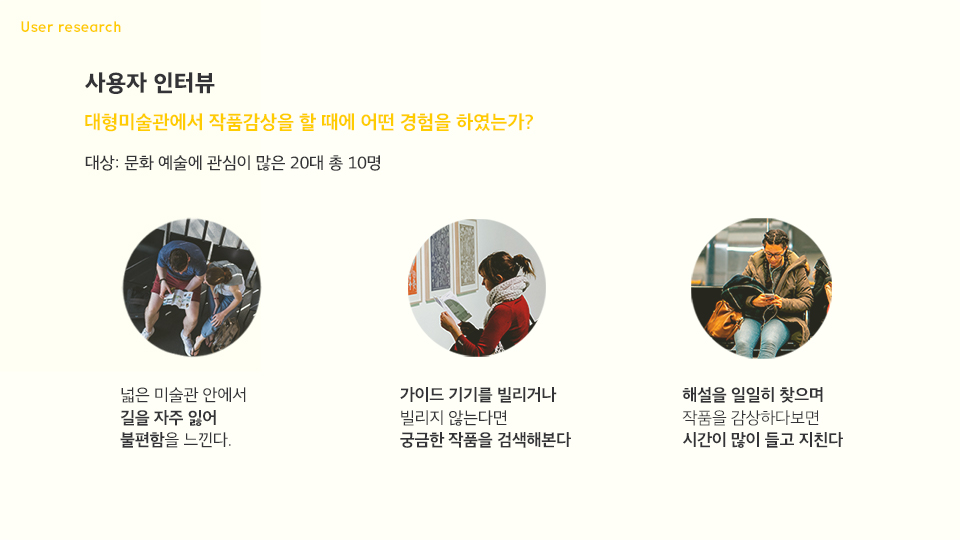 User research
사용자 인터뷰
대형미술관에서 작품감상을 할 때에 어떤 경험을 하였는가?
대상: 문화 예술에 관심이 많은 20대 총 10명
넓은 미술관 안에서
길을 자주 잃어
불편함을 느낀다.
가이드 기기를 빌리거나
빌리지 않는다면
궁금한 작품을 검색해본다
해설을 일일히 찾으며
작품을 감상하다보면
시간이 많이 들고 지친다